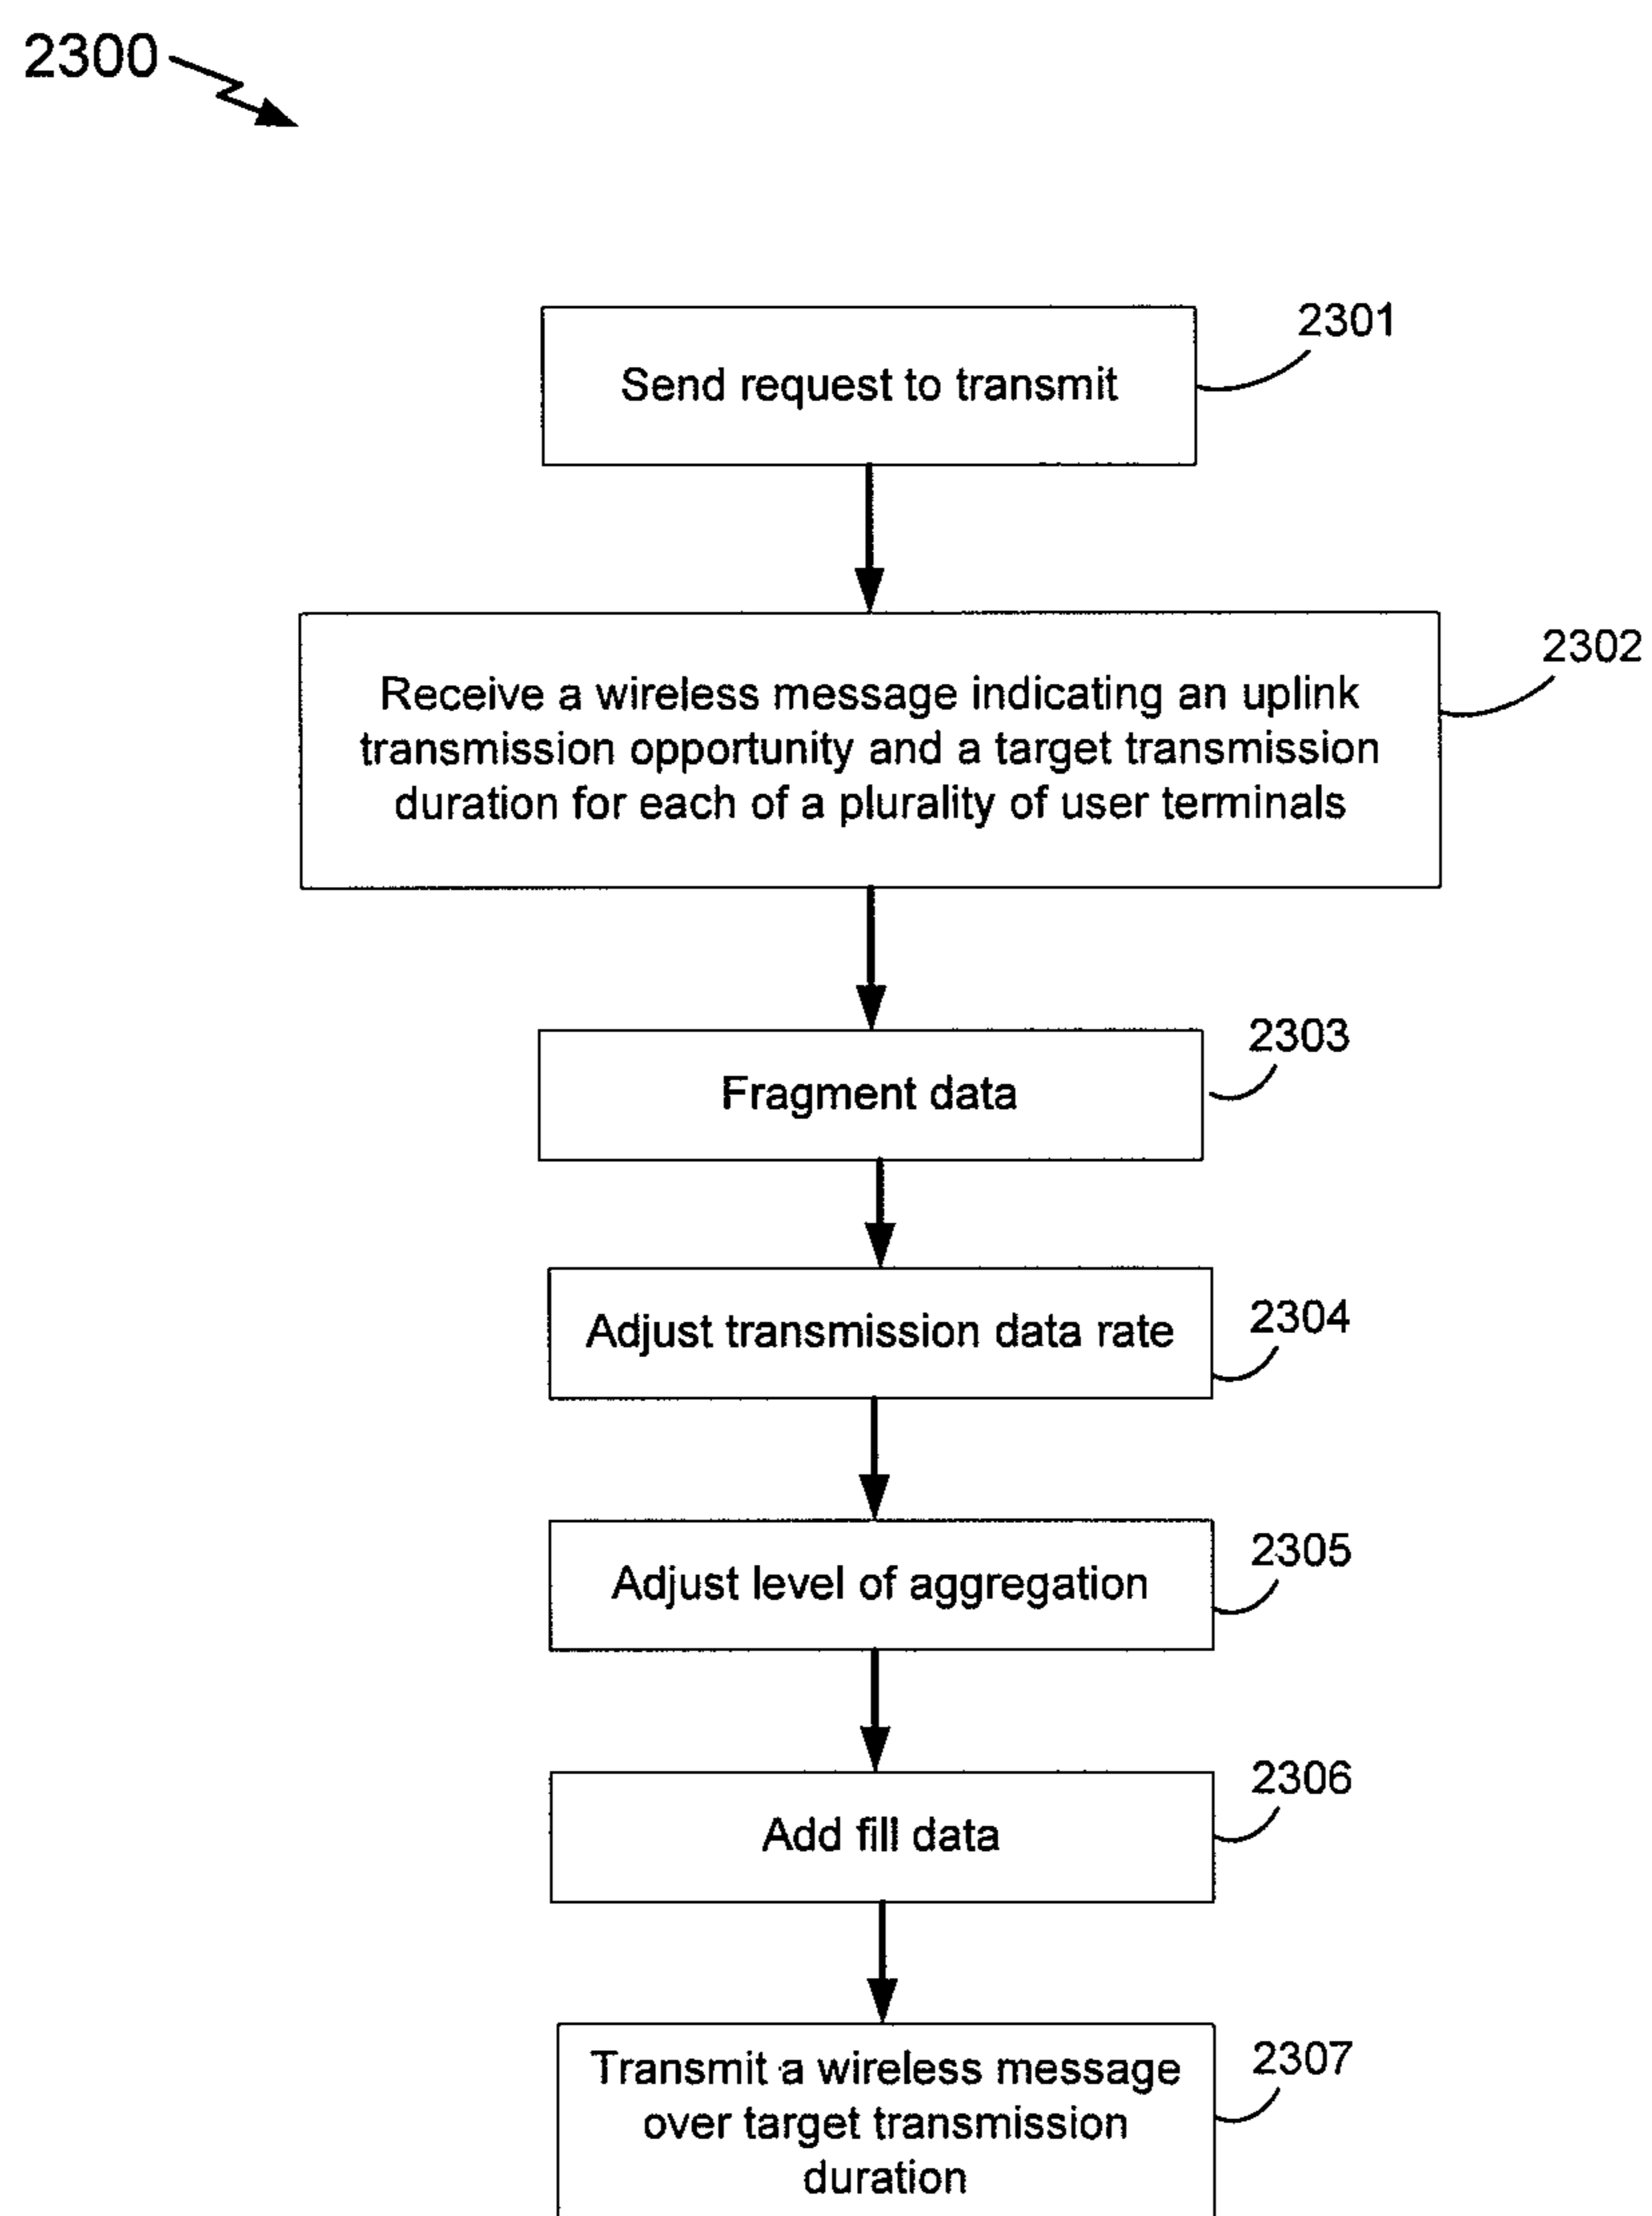 2300
Send request to transmit
2301
Receive a wireless message indicating an uplink
transmission opportunity and a target transmission
duration for each of a plurality of user terminals
2302
Fragment data
2303
Adjust transmission data rate
2304
Adjust level of aggregation
2305
Add fill data
2306
Transmit a wireless message
over target transmission
duration
2307